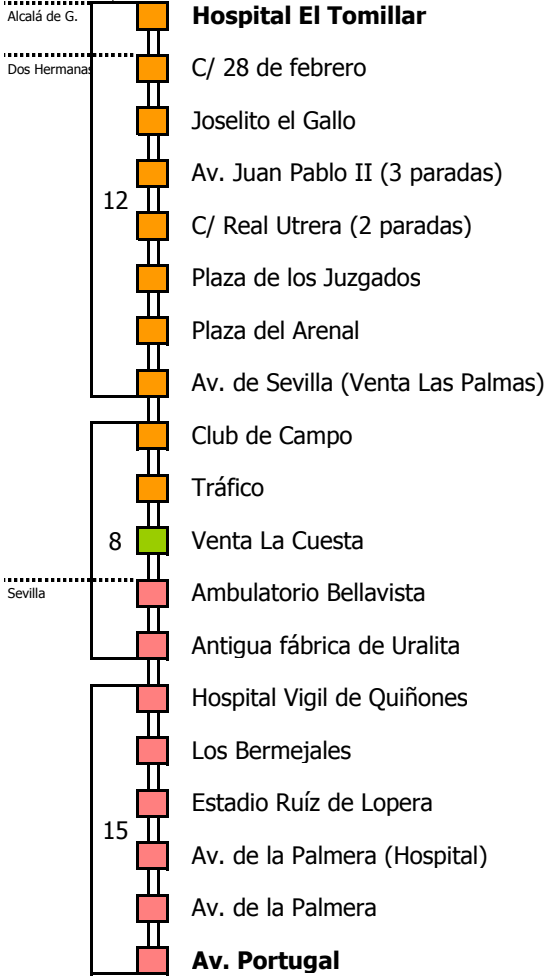 Alcalá de G.
Hospital El Tomillar
Dos Hermanas
C/ 28 de febrero
Joselito el Gallo
Av. Juan Pablo II (3 paradas)
12
C/ Real Utrera (2 paradas)
Plaza de los Juzgados
Plaza del Arenal
Av. de Sevilla (Venta Las Palmas)
Club de Campo
Tráfico
8
Venta La Cuesta
Sevilla
Ambulatorio Bellavista
Antigua fábrica de Uralita
Hospital Vigil de Quiñones
Los Bermejales
Estadio Ruíz de Lopera
15
Av. de la Palmera (Hospital)
Av. de la Palmera
Av. Portugal